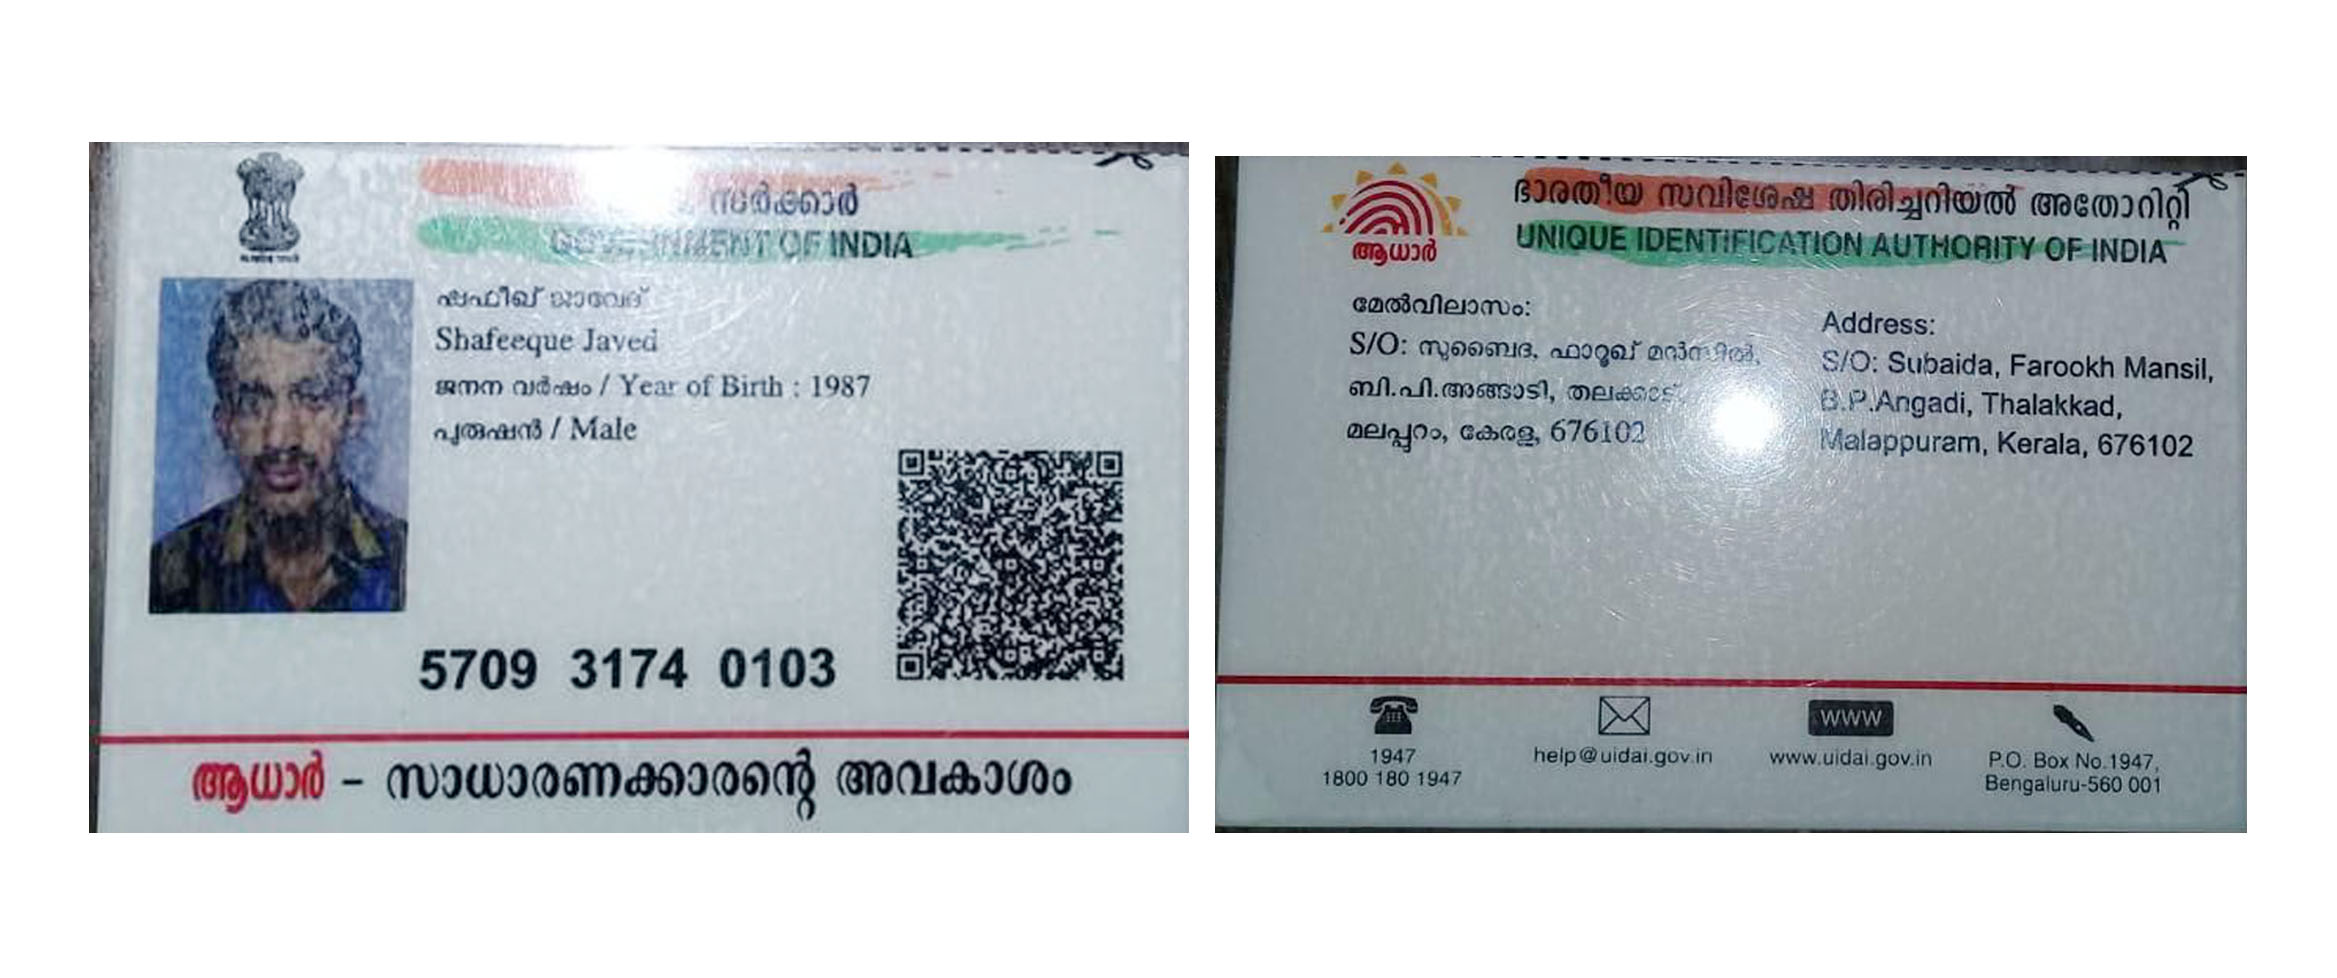 സർക്കാർ
GOVERNMENT OF INDIA
ഷഫീഖ് ജാവേദ്
Shafeeque Javed
ജനന വർഷം / Year of Birth : 1987
പുരുഷൻ / Male
5709 3174 0103
ആധാർ – സാധാരണക്കാരന്റെ അവകാശം
ഭാരതീയ സവിശേഷ തിരിച്ചറിയൽ അതോറിറ്റി
UNIQUE IDENTIFICATION AUTHORITY OF INDIA
ആധാർ
മേൽവിലാസം:
S/O: സുബൈദ, ഫാറൂഖ് മൻസിൽ,
ബി.പി.അങ്ങാടി, തലക്കാട്,
മലപ്പുറം, കേരള, 676102
Address:
S/O: Subaida, Farookh Mansil,
B.P.Angadi, Thalakkad,
Malappuram, Kerala, 676102
WWW
1947
1800 180 1947
help@uidai.gov.in
www.uidai.gov.in
P.O. Box No.1947,
Bengaluru-560 001